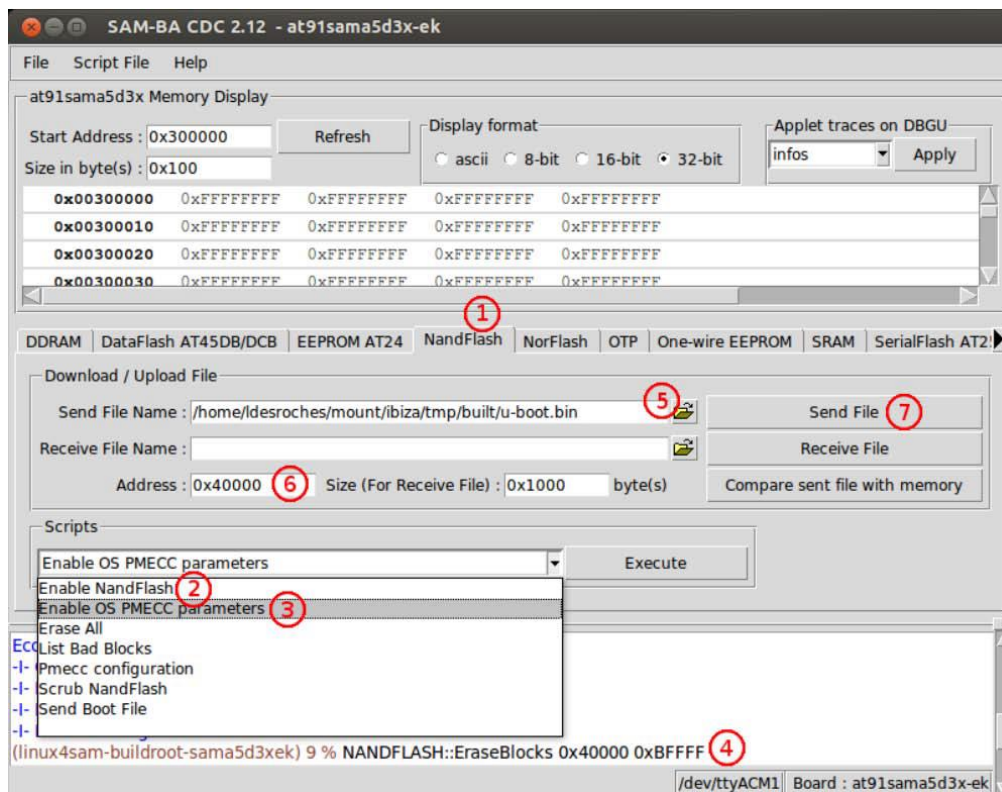 SAM-BA CDC 2.12 - at91sama5d3x-ek
File Script File Help
at91sama5d3x Memory Display
Start Address : 0x300000 Refresh Display format Applet traces on DBGU
ascii 8-bit 16-bit 32-bit infos Apply
Size in byte(s) : 0x100
0x00300000 0xFFFFFFFF 0xFFFFFFFF 0xFFFFFFFF 0xFFFFFFFF
0x00300010 0xFFFFFFFF 0xFFFFFFFF 0xFFFFFFFF 0xFFFFFFFF
0x00300020 0xFFFFFFFF 0xFFFFFFFF 0xFFFFFFFF 0xFFFFFFFF
0x00300030 0xFFFFFFFF 0xFFFFFFFF 0xFFFFFFFF 0xFFFFFFFF
1
DDRAM DataFlash AT45DB/DCB EEPROM AT24 NandFlash NorFlash OTP One-wire EEPROM SRAM SerialFlash
Download / Upload File
Send File Name : /home/ldesroches/mount/ibiza/tmp/built/u-boot.bin 5 Send File 7
Receive File Name : Receive File
Address : 0x40000 6 Size (For Receive File) : 0x1000 byte(s) Compare sent file with memory
Scripts
Enable OS PMECC parameters Execute
Enable NandFlash 2
Enable OS PMECC parameters 3
Erase All
List Bad Blocks
-I- Pmecc configuration
-I- Scrub NandFlash
-I- Send Boot File
-I-
(linux4sam-buildroot-sama5d3xek) 9 % NANDFLASH::EraseBlocks 0x40000 0xBFFFF 4
/dev/ttyACM1 Board : at91sama5d3x-ek